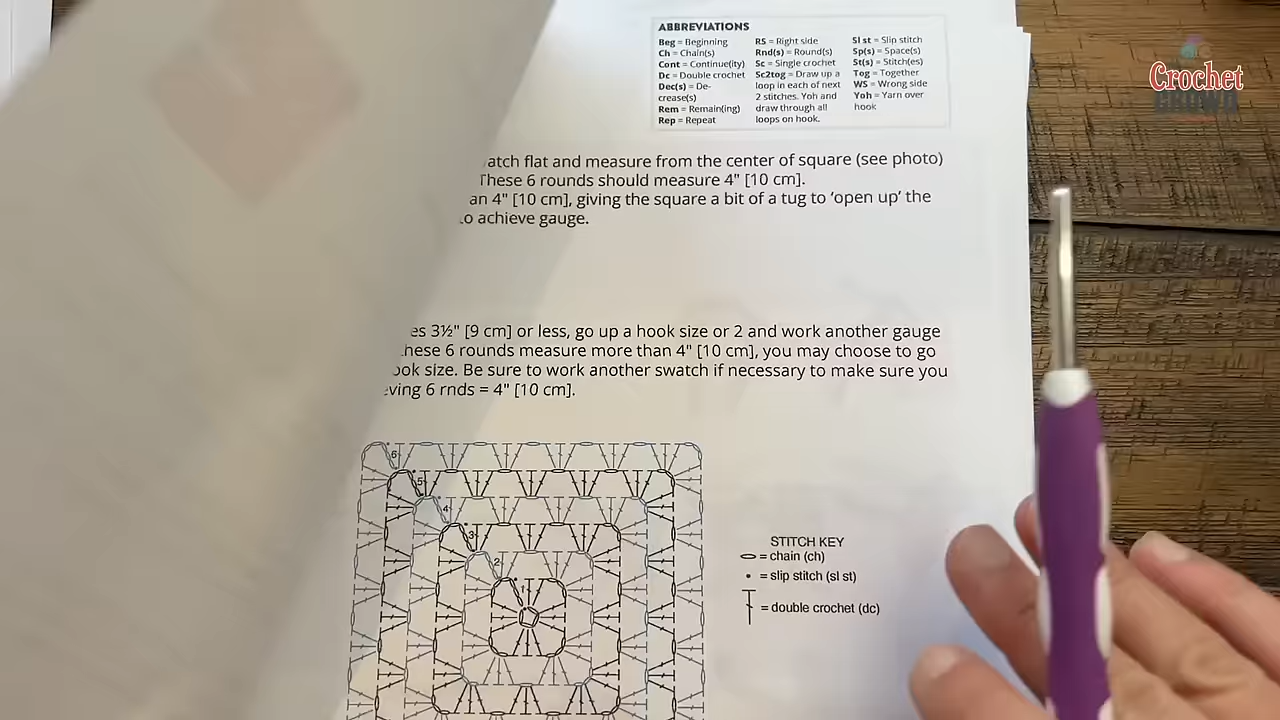 ABBREVIATIONS
Beg = Beginning
Ch = Chain(s)
Cont = Continue(ity)
Dc = Double crochet
Dec(s) = De-
crease(s)
Rem = Remain(ing)
Rep = Repeat
RS = Right side
Rnd(s) = Round(s)
Sc = Single crochet
Sc2tog = Draw up a
loop in each of next
2 stitches. Yoh and
draw through all
loops on hook.
Sl st = Slip stitch
Sp(s) = Space(s)
St(s) = Stitch(es)
Tog = Together
WS = Wrong side
Yoh = Yarn over
hook
Crochet
CROWD
atch flat and measure from the center of square (see photo)
These 6 rounds should measure 4" [10 cm].
an 4" [10 cm], giving the square a bit of a tug to ‘open up’ the
o achieve gauge.
es 3½" [9 cm] or less, go up a hook size or 2 and work another gauge
hese 6 rounds measure more than 4" [10 cm], you may choose to go
ook size. Be sure to work another swatch if necessary to make sure you
ving 6 rnds = 4" [10 cm].
6
5
4
3
2
1
STITCH KEY
= chain (ch)
= slip stitch (sl st)
= double crochet (dc)